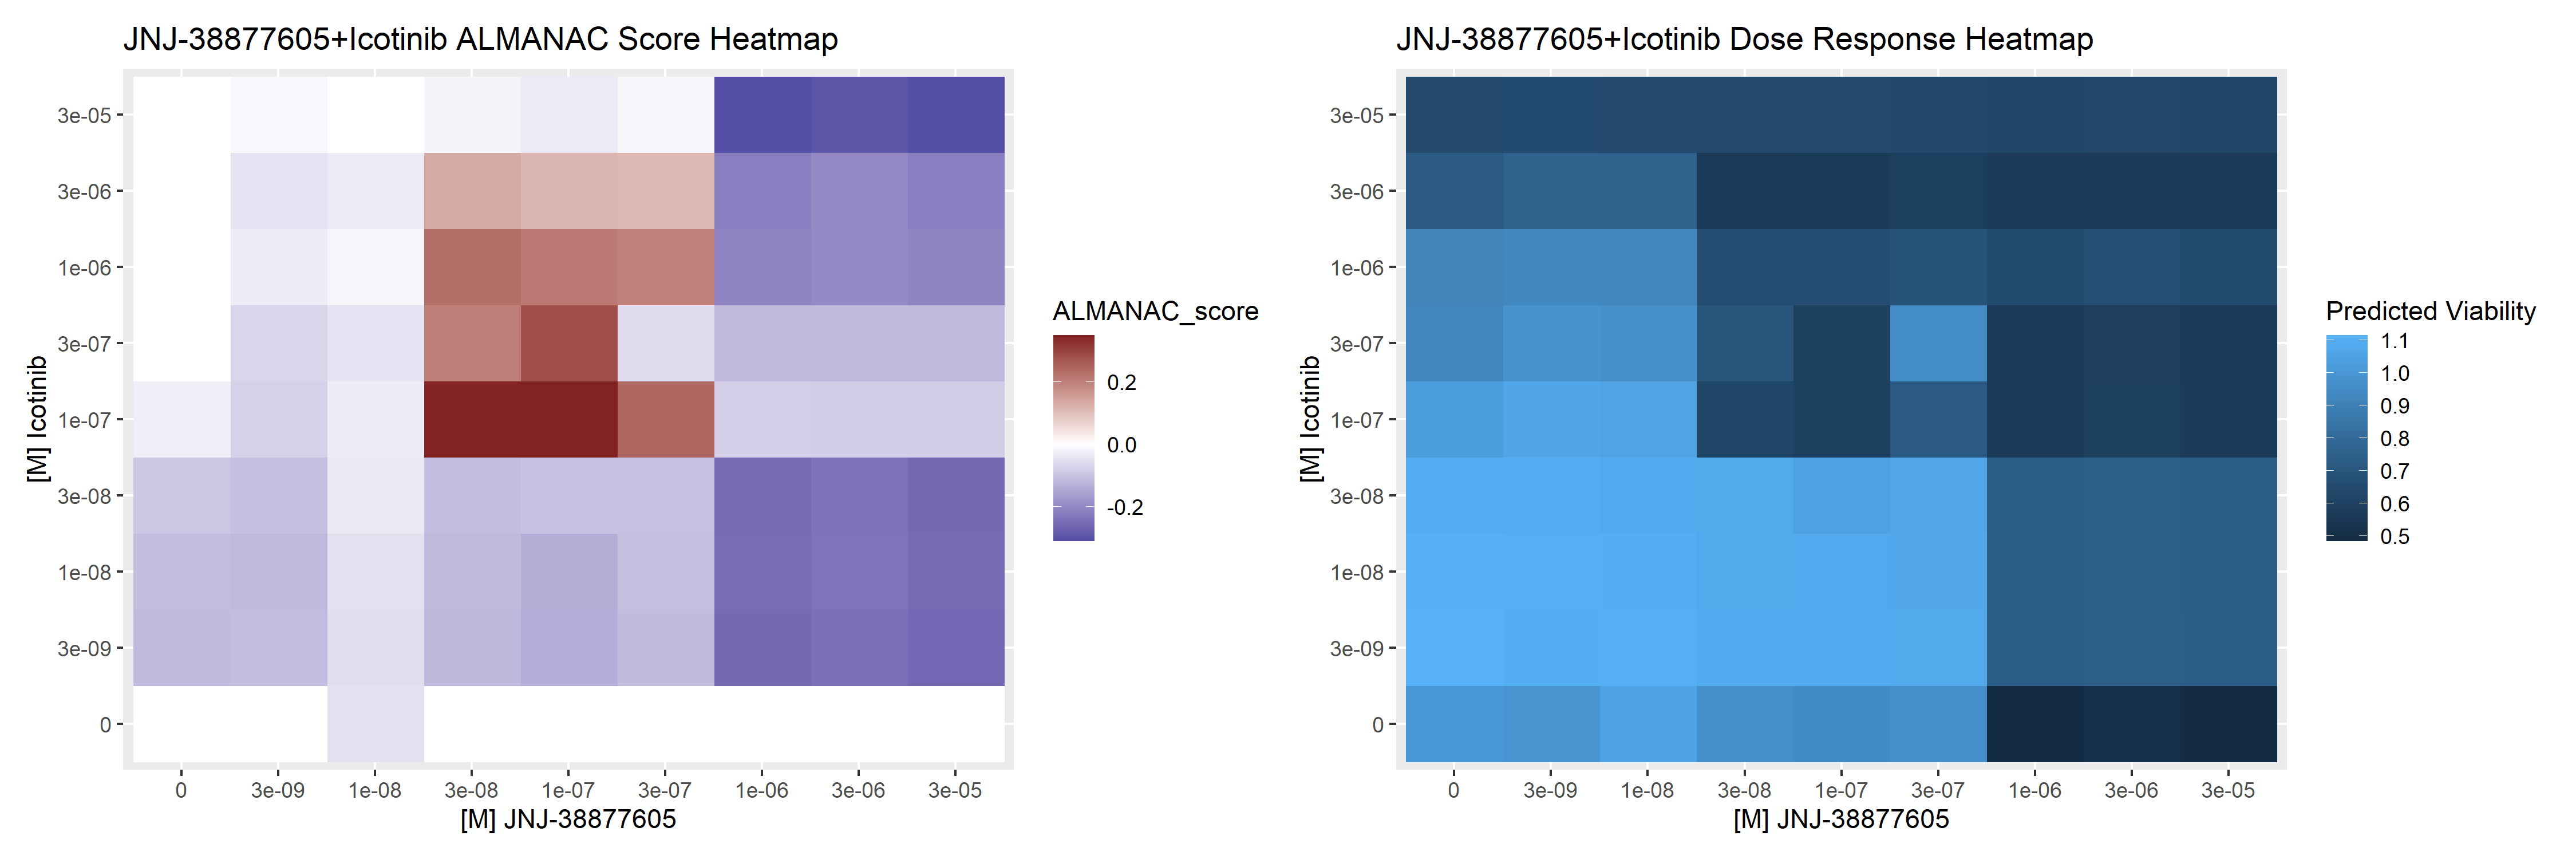 JNJ-38877605+Icotinib ALMANAC Score Heatmap
[M] Icotinib
3e-05
3e-06
1e-06
3e-07
1e-07
3e-08
1e-08
3e-09
0
0 3e-09 1e-08 3e-08 1e-07 3e-07 1e-06 3e-06 3e-05
[M] JNJ-38877605
ALMANAC_score
0.2
0.0
-0.2
JNJ-38877605+Icotinib Dose Response Heatmap
[M] Icotinib
3e-05
3e-06
1e-06
3e-07
1e-07
3e-08
1e-08
3e-09
0
0 3e-09 1e-08 3e-08 1e-07 3e-07 1e-06 3e-06 3e-05
[M] JNJ-38877605
Predicted Viability
1.1
1.0
0.9
0.8
0.7
0.6
0.5